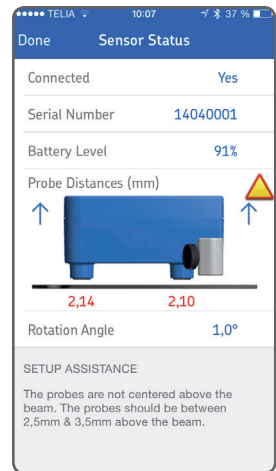 TELIA 10:07 37 %
Done Sensor Status
Connected Yes
Serial Number 14040001
Battery Level 91%
Probe Distances (mm)
2,14 2,10
Rotation Angle 1,0°
SETUP ASSISTANCE
The probes are not centered above the
beam. The probes should be between
2,5mm & 3,5mm above the beam.